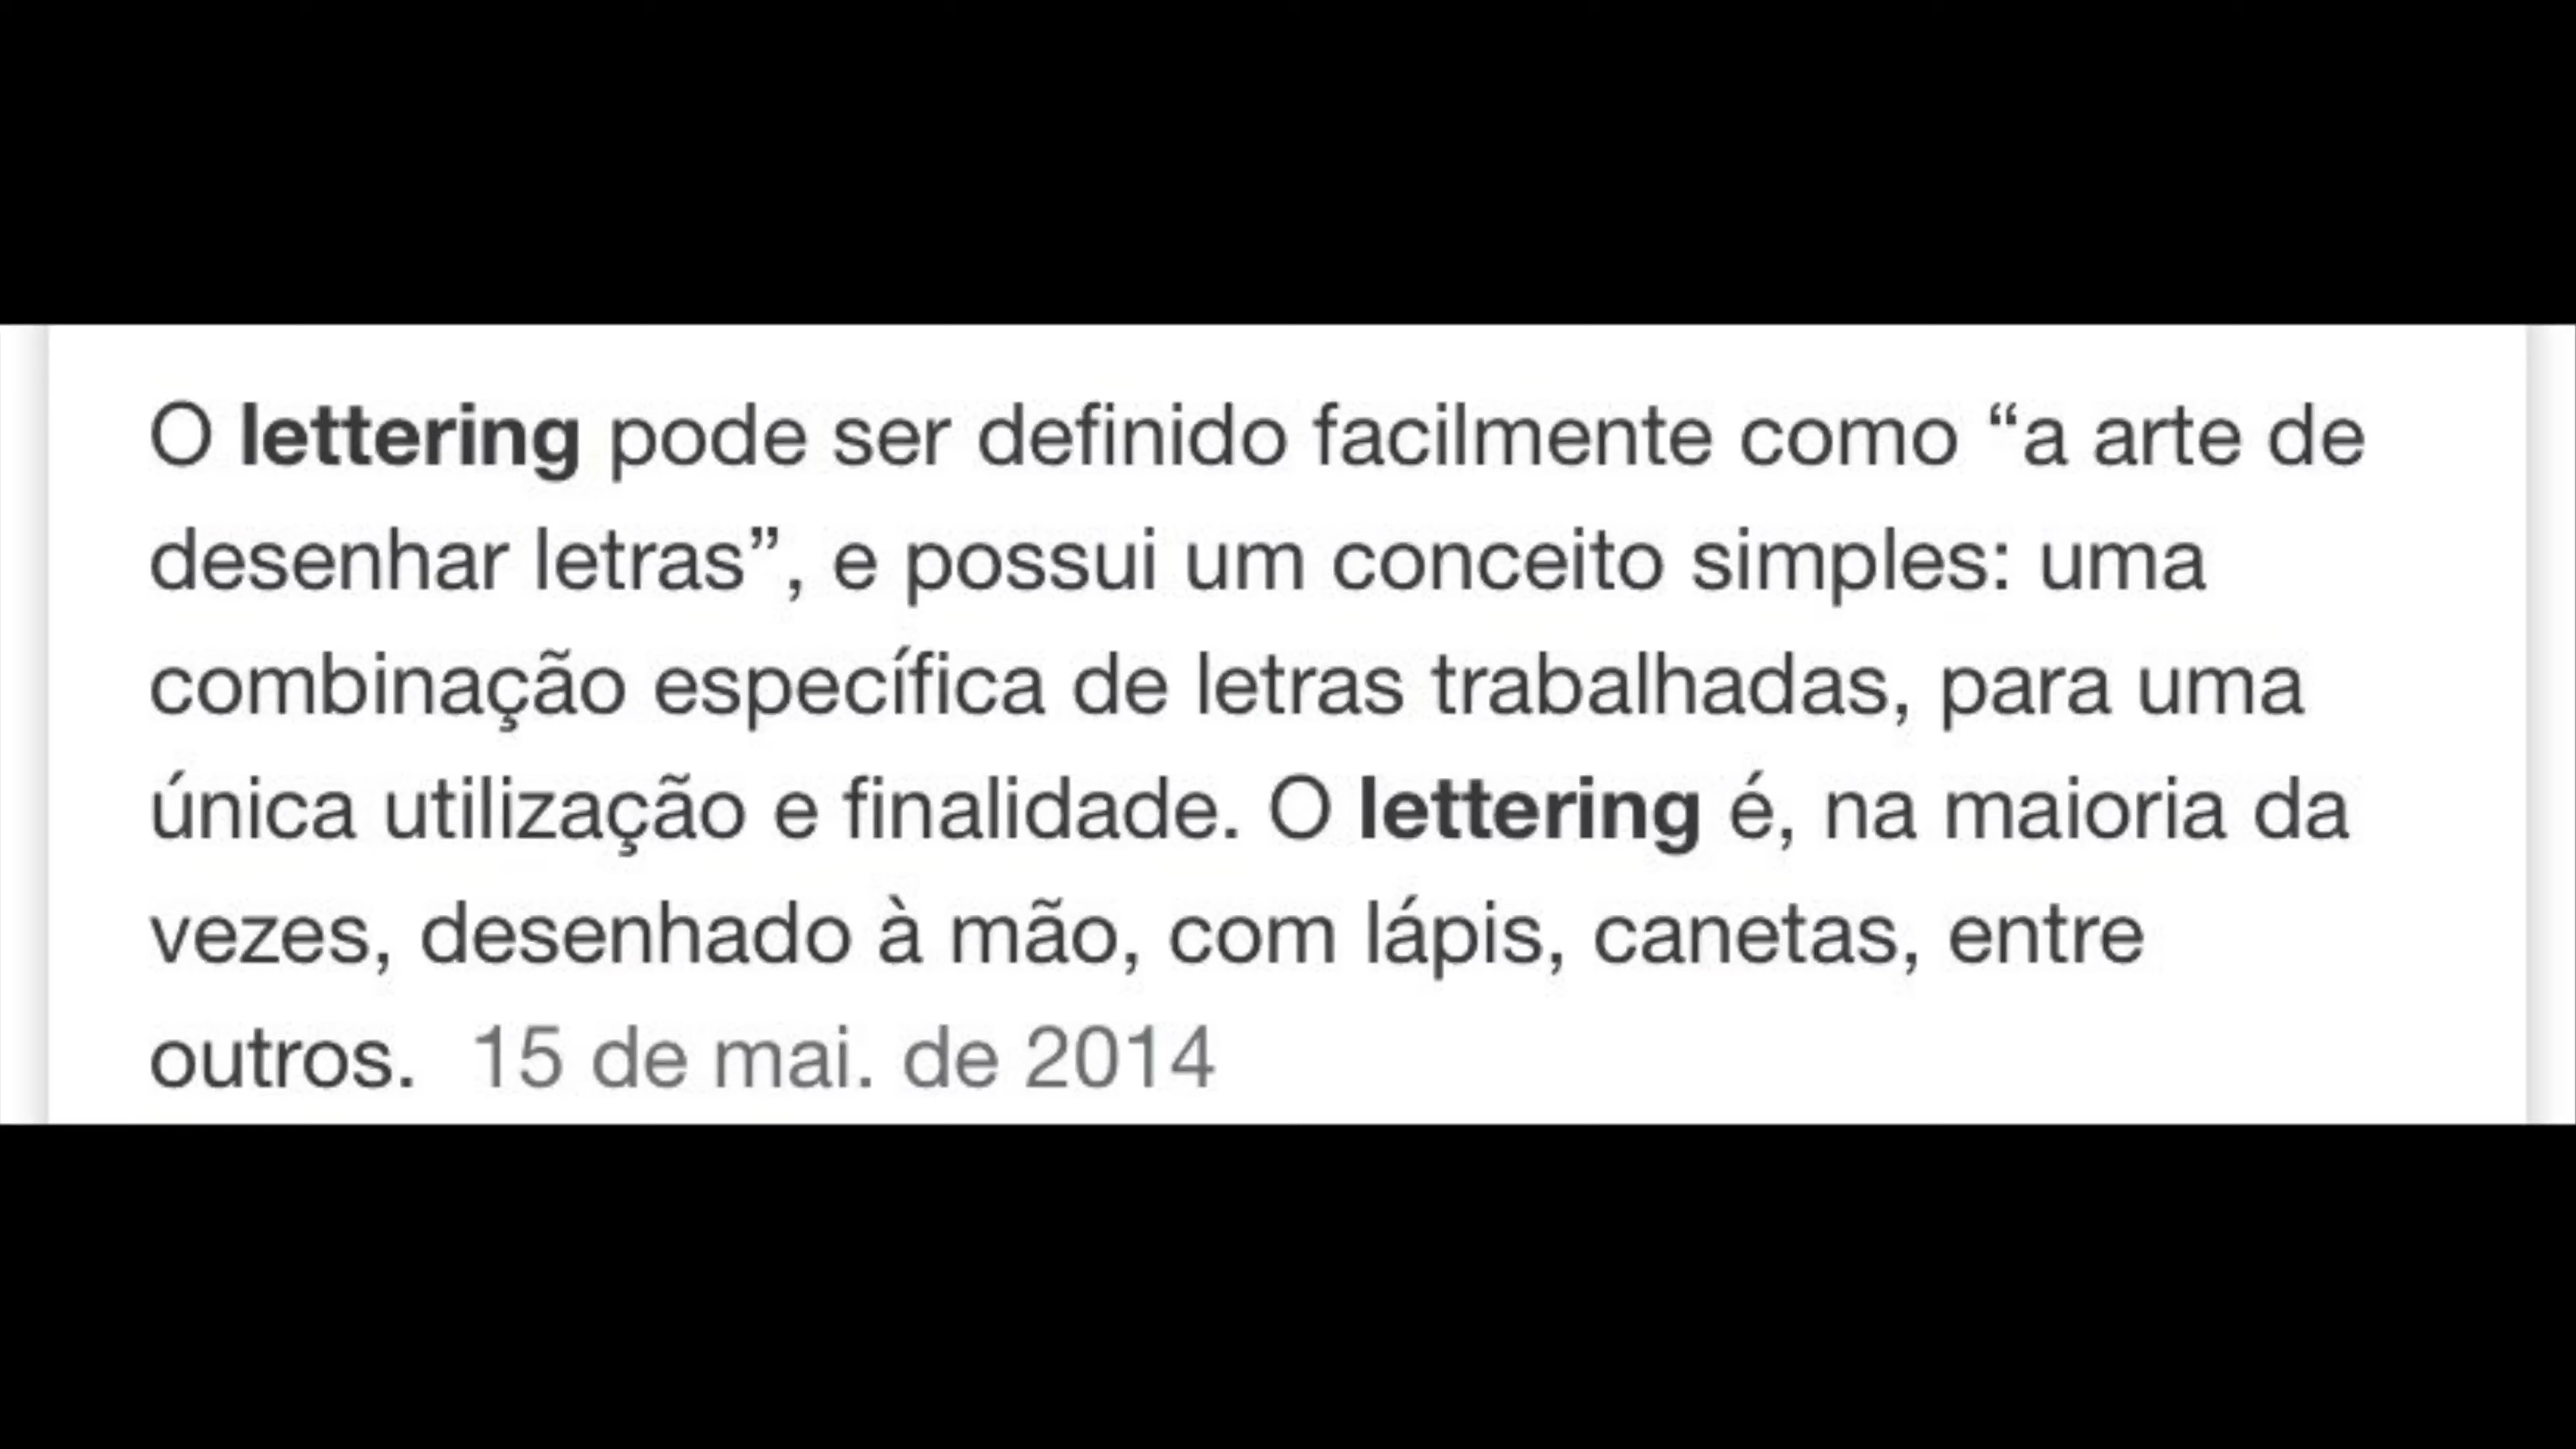 O lettering pode ser definido facilmente como “a arte de
desenhar letras”, e possui um conceito simples: uma
combinação específica de letras trabalhadas, para uma
única utilização e finalidade. O lettering é, na maioria da
vezes, desenhado à mão, com lápis, canetas, entre
outros. 15 de mai. de 2014